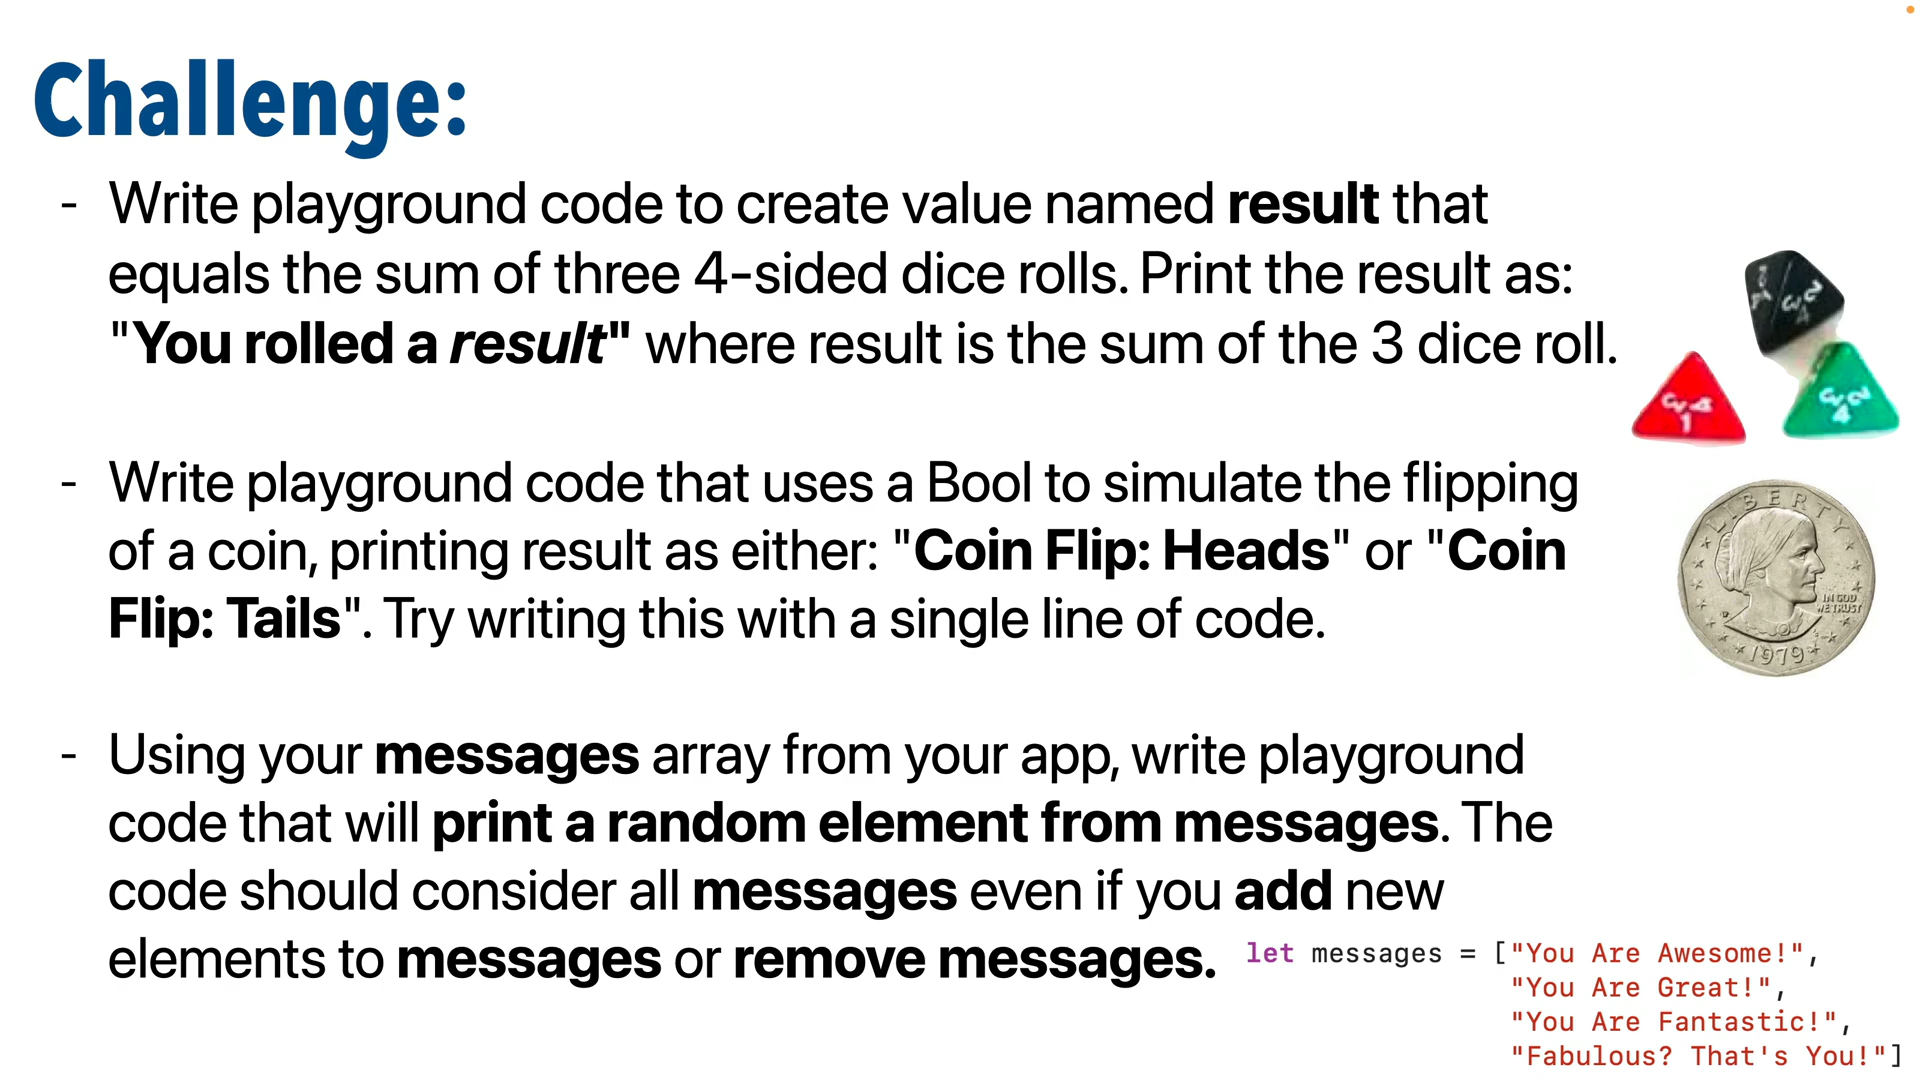 Challenge:
- Write playground code to create value named result that
equals the sum of three 4-sided dice rolls. Print the result as:
"You rolled a result" where result is the sum of the 3 dice roll.
- Write playground code that uses a Bool to simulate the flipping
of a coin, printing result as either: "Coin Flip: Heads" or "Coin
Flip: Tails". Try writing this with a single line of code.
LIBERTY
IN GOD
WE TRUST
1979
- Using your messages array from your app, write playground
code that will print a random element from messages. The
code should consider all messages even if you add new
elements to messages or remove messages.
let messages = ["You Are Awesome!",
"You Are Great!",
"You Are Fantastic!",
"Fabulous? That's You!"]